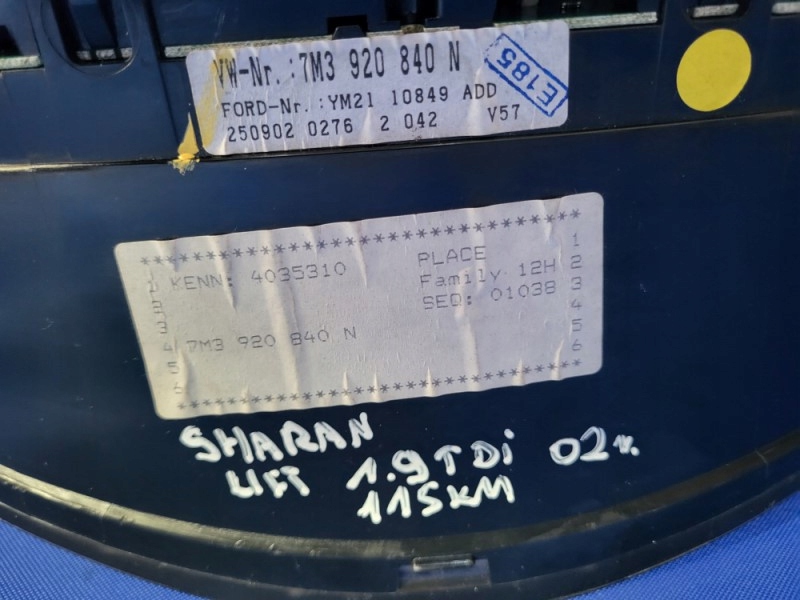 VW-Nr.:7M3 920 840 N
E185
FORD-Nr.:YM21 10849 ADD
250902 0276 2 042 V57
************************************
1 KENN: 4035310 PLACE 1
2 Family 12H 2
3 SEQ: 01038 3
4 7M3 920 840 N 4
5 5
6 6
************************************
SHARAN
LIFT 1.9TDi 02r.
115KM